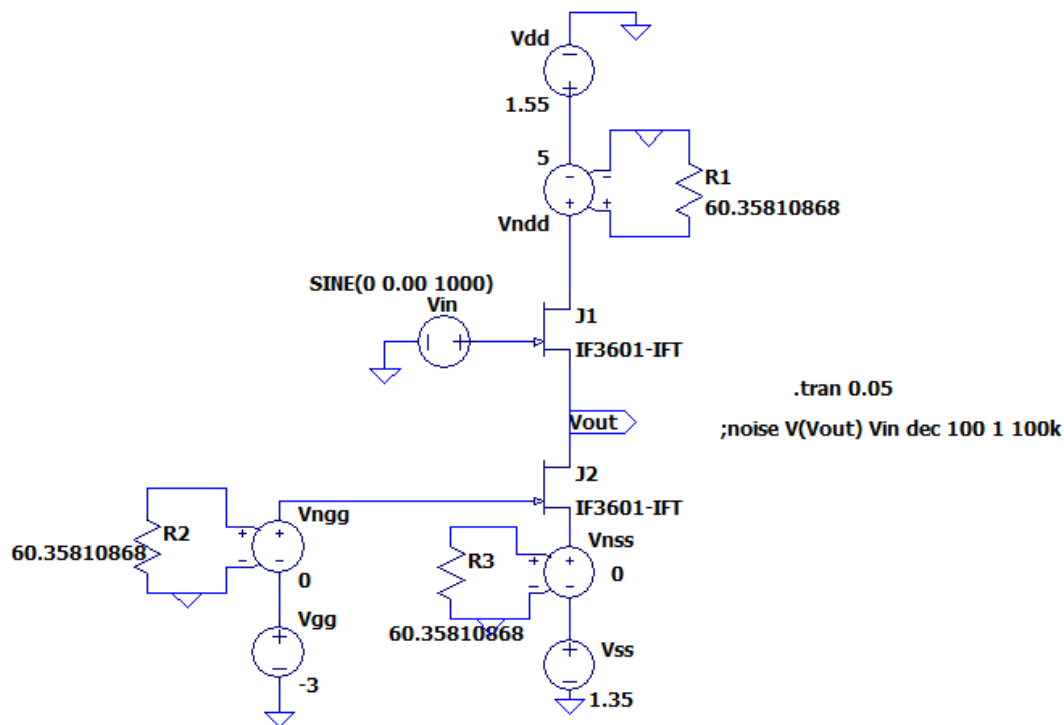 Vdd
1.55
5
R1
60.35810868
Vndd
SINE(0 0.00 1000)
Vin
J1
IF3601-IFT
.tran 0.05
Vout
;noise V(Vout) Vin dec 100 1 100k
J2
IF3601-IFT
Vngg
R2
60.35810868
0
Vnss
R3
0
60.35810868
Vgg
-3
Vss
1.35